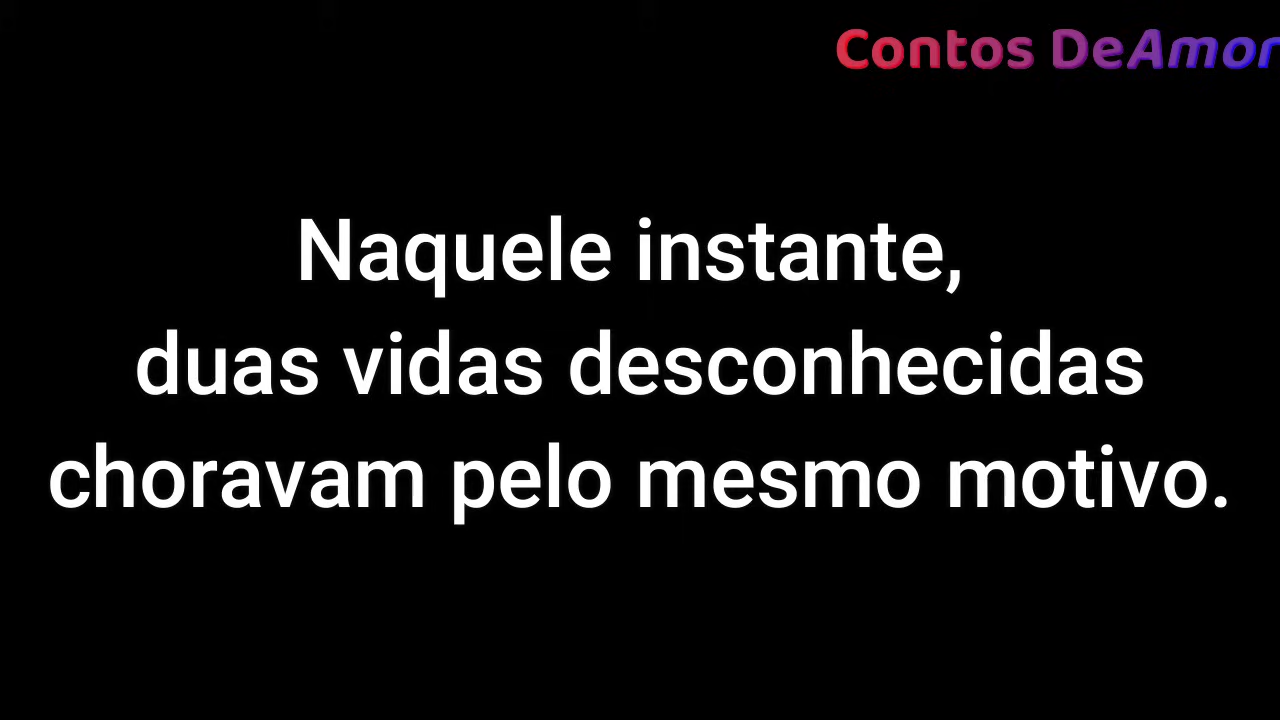 Contos DeAmor
Naquele instante,
duas vidas desconhecidas
choravam pelo mesmo motivo.